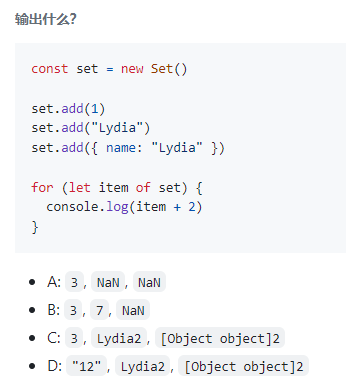 输出什么？
const set = new Set()
set.add(1)
set.add("Lydia")
set.add({ name: "Lydia" })
for (let item of set) {
  console.log(item + 2)
}
• A: 3, NaN, NaN
• B: 3, 7, NaN
• C: 3, Lydia2, [Object object]2
• D: "12", Lydia2, [Object object]2